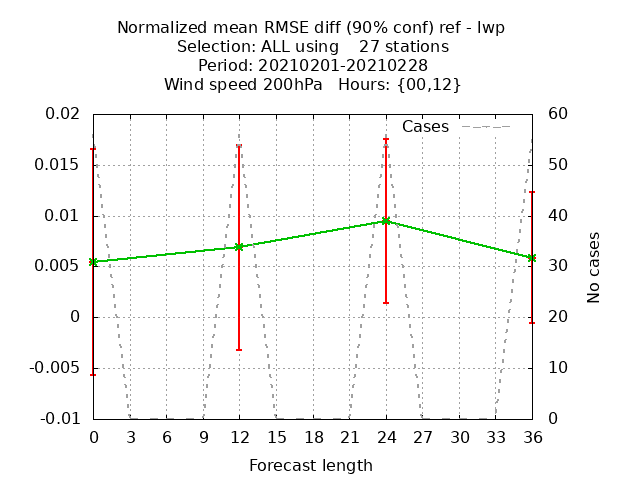 Normalized mean RMSE diff (90% conf) ref - lwp
Selection: ALL using    27 stations
Period: 20210201-20210228
Wind speed 200hPa   Hours: {00,12}
Cases
0.02
0.015
0.01
0.005
0
-0.005
-0.01
60
50
40
30
20
10
0
No cases
0 3 6 9 12 15 18 21 24 27 30 33 36
Forecast length